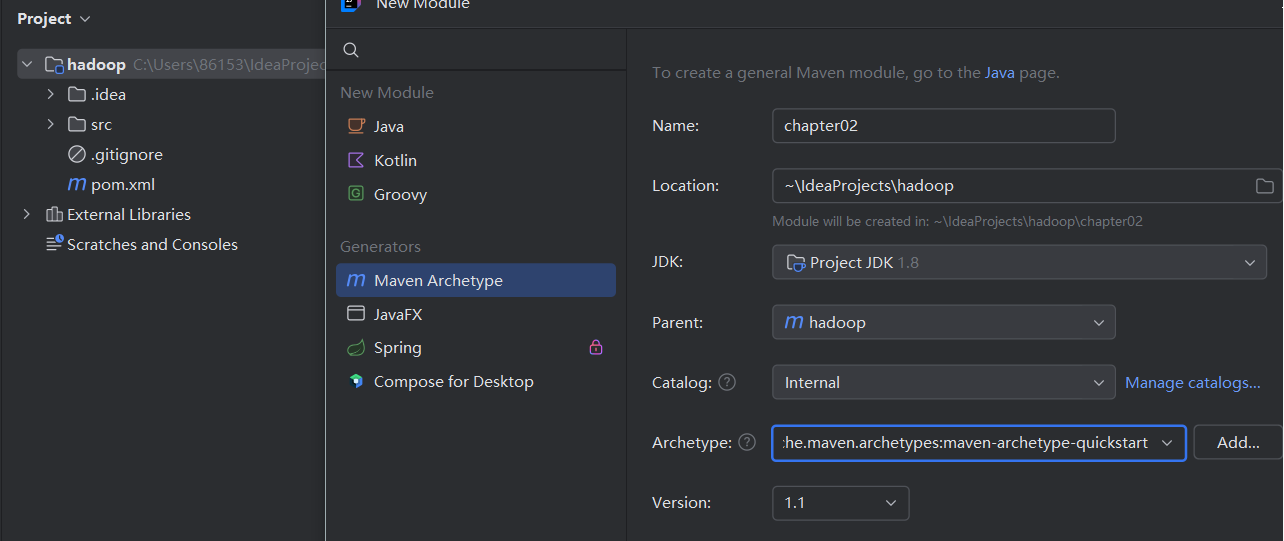 Project
New Module
hadoop C:\Users\86153\IdeaProjec
.idea
src
.gitignore
m pom.xml
External Libraries
Scratches and Consoles
New Module
Java
Kotlin
G Groovy
Generators
m Maven Archetype
JavaFX
Spring
Compose for Desktop
To create a general Maven module, go to the Java page.
Name: chapter02
Location: ~\IdeaProjects\hadoop
Module will be created in: ~\IdeaProjects\hadoop\chapter02
JDK: Project JDK 1.8
Parent: m hadoop
Catalog: ? Internal Manage catalogs...
Archetype: ? :he.maven.archetypes:maven-archetype-quickstart Add...
Version: 1.1